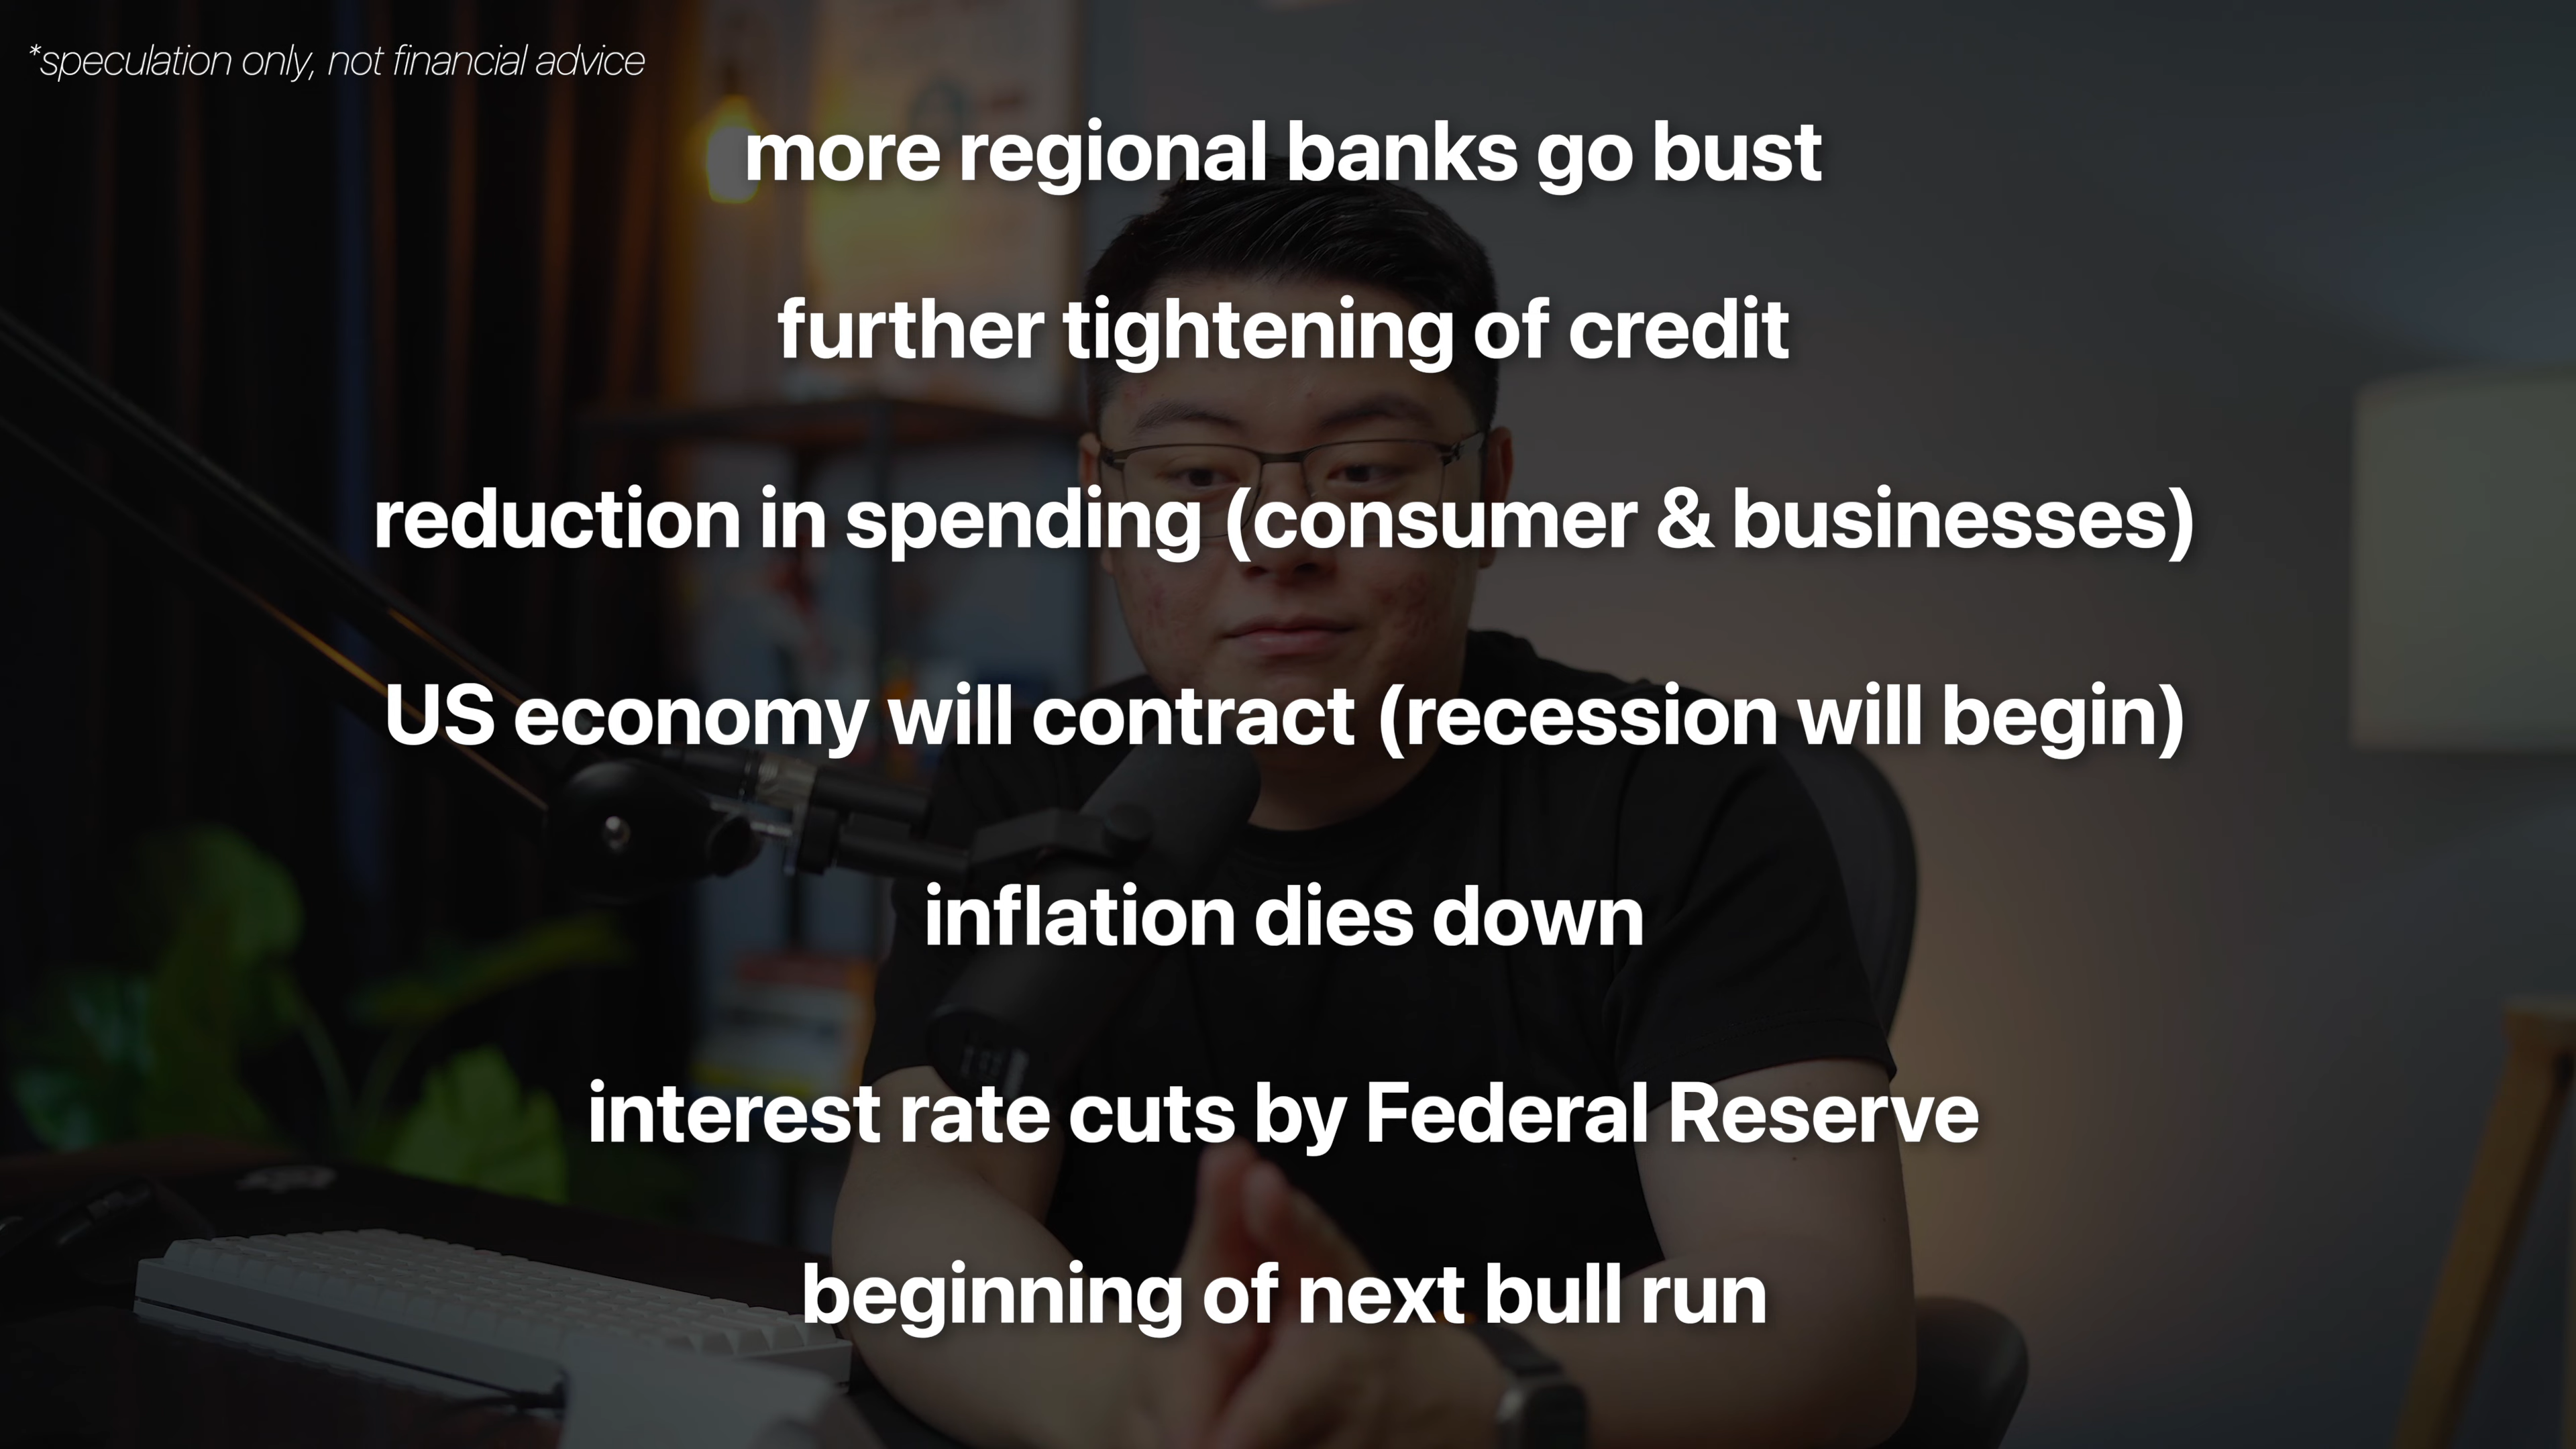 *speculation only, not financial advice
more regional banks go bust
further tightening of credit
reduction in spending (consumer & businesses)
US economy will contract (recession will begin)
inflation dies down
interest rate cuts by Federal Reserve
beginning of next bull run